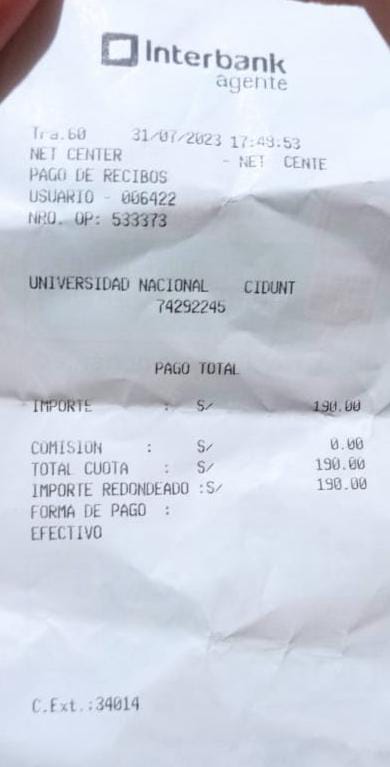 Interbank
agente
Tra.60 31/07/2023 17:49:53
NET CENTER - NET CENTE
PAGO DE RECIBOS
USUARIO - 006422
NRO. OP: 533373
UNIVERSIDAD NACIONAL CIDUNT
74292245
PAGO TOTAL
IMPORTE : S/ 190.00
COMISION : S/ 0.00
TOTAL CUOTA : S/ 190.00
IMPORTE REDONDEADO :S/ 190.00
FORMA DE PAGO :
EFECTIVO
C.Ext.:34014